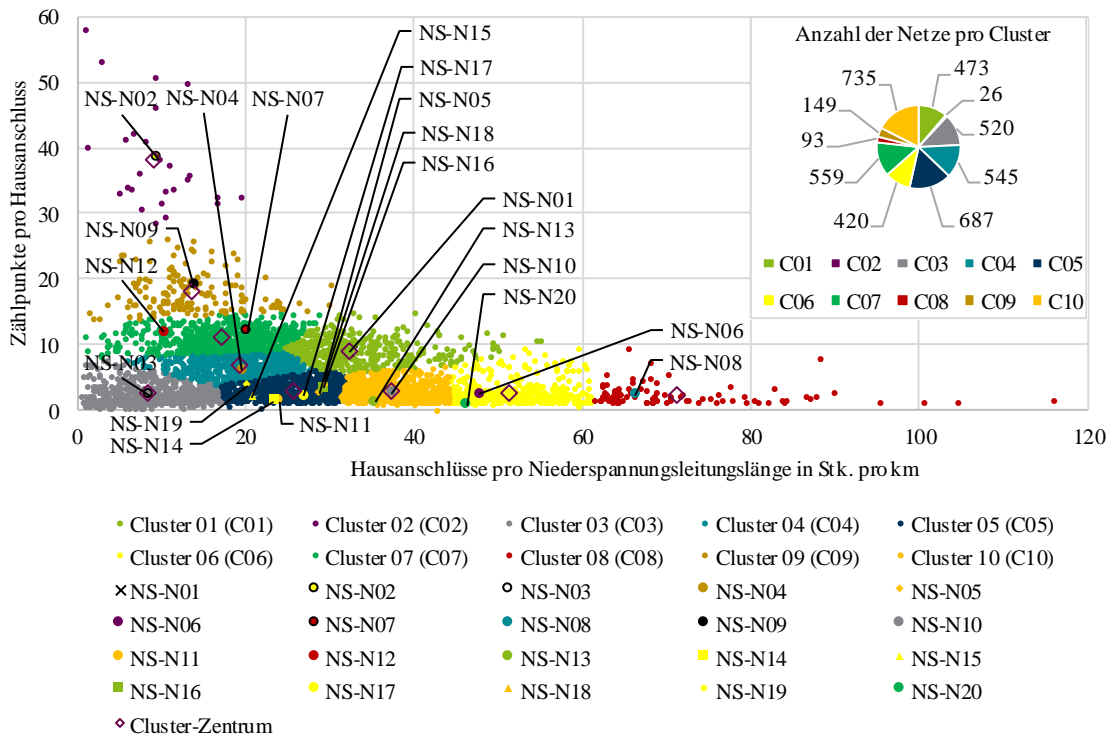 Zählpunkte pro Hausanschluss
60
50
40
30
20
10
0
0
20
40
60
80
100
120
Hausanschlüsse pro Niederspannungsleitungslänge in Stk. pro km
NS-N02
NS-N04
NS-N07
NS-N15
NS-N17
NS-N05
NS-N18
NS-N16
NS-N01
NS-N13
NS-N10
NS-N20
NS-N06
NS-N08
NS-N09
NS-N12
NS-N03
NS-N19
NS-N14
NS-N11
Anzahl der Netze pro Cluster
735
473
149
26
93
520
559
545
420
687
C01 C02 C03 C04 C05
C06 C07 C08 C09 C10
Cluster 01 (C01) Cluster 02 (C02) Cluster 03 (C03) Cluster 04 (C04) Cluster 05 (C05)
Cluster 06 (C06) Cluster 07 (C07) Cluster 08 (C08) Cluster 09 (C09) Cluster 10 (C10)
NS-N01 NS-N02 NS-N03 NS-N04 NS-N05
NS-N06 NS-N07 NS-N08 NS-N09 NS-N10
NS-N11 NS-N12 NS-N13 NS-N14 NS-N15
NS-N16 NS-N17 NS-N18 NS-N19 NS-N20
Cluster-Zentrum